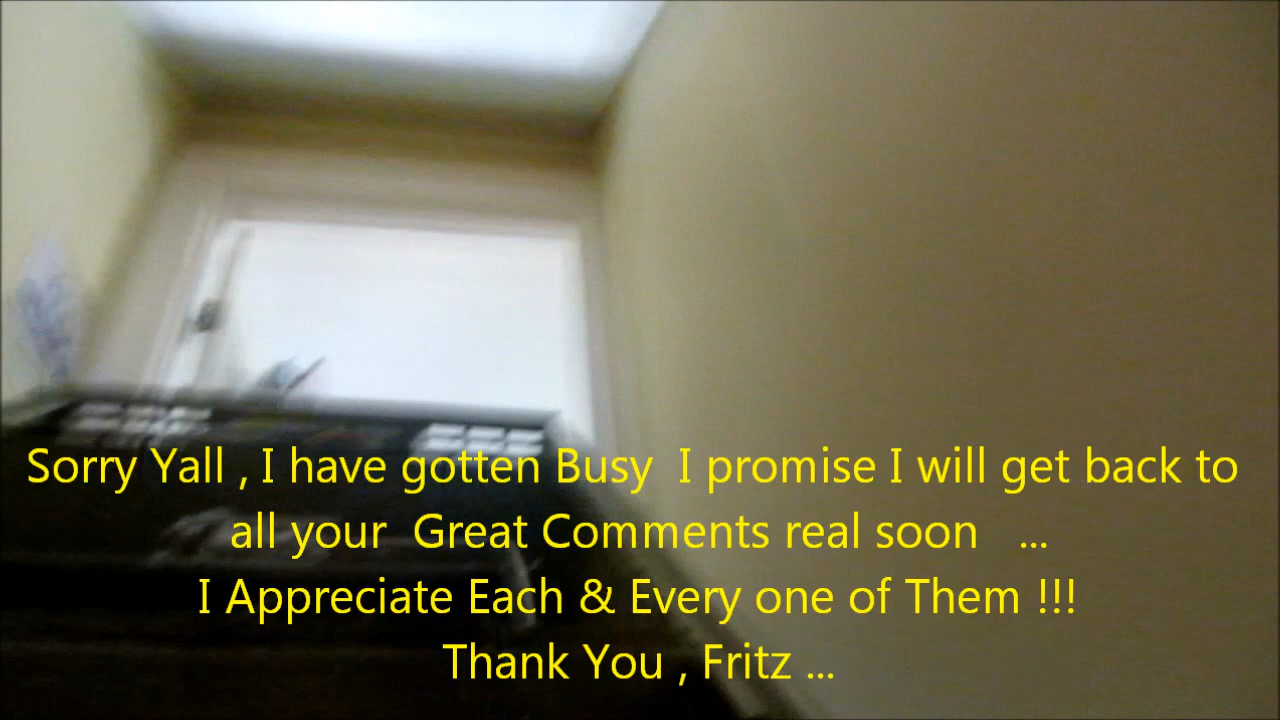 Sorry Yall , I have gotten Busy  I promise I will get back to
all your  Great Comments real soon   ...
I Appreciate Each & Every one of Them !!!
Thank You , Fritz ...